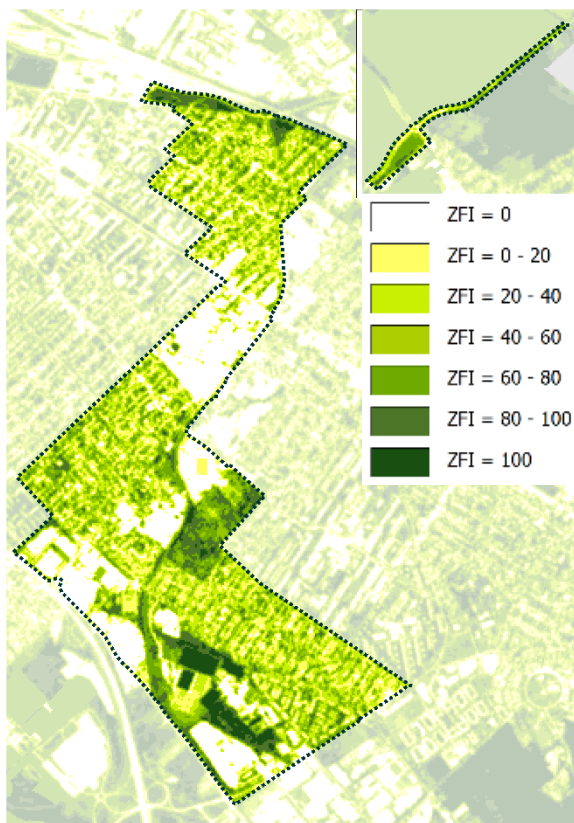 ZFI = 0
ZFI = 0 - 20
ZFI = 20 - 40
ZFI = 40 - 60
ZFI = 60 - 80
ZFI = 80 - 100
ZFI = 100